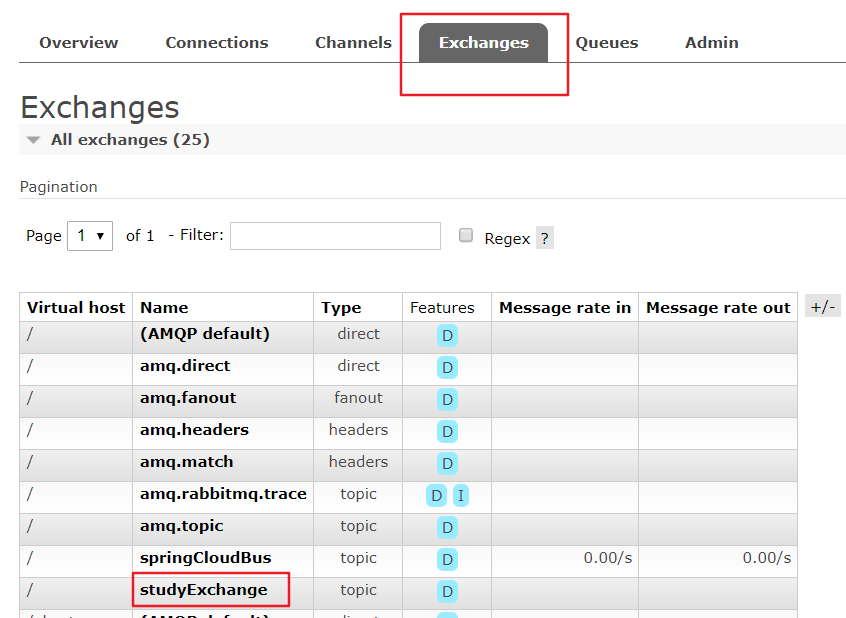 Overview Connections Channels Exchanges Queues Admin
Exchanges
All exchanges (25)
Pagination
Page 1 of 1 - Filter: Regex ?
Virtual host Name Type Features Message rate in Message rate out +/-
/ (AMQP default) direct D
/ amq.direct direct D
/ amq.fanout fanout D
/ amq.headers headers D
/ amq.match headers D
/ amq.rabbitmq.trace topic D I
/ amq.topic topic D
/ springCloudBus topic D 0.00/s 0.00/s
/ studyExchange topic D